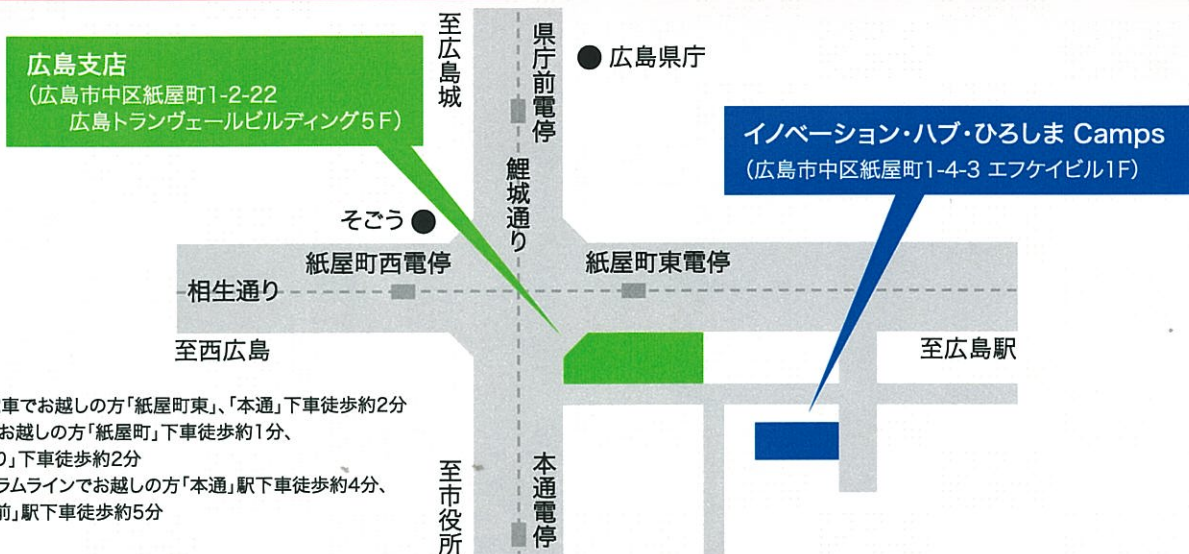 広島支店
（広島市中区紙屋町1-2-22
広島トランヴェールビルディング5F）
至広島城
県庁前電停
● 広島県庁
イノベーション・ハブ・ひろしま Camps
（広島市中区紙屋町1-4-3 エフケイビル1F）
鯉城通り
そごう ●
紙屋町西電停
紙屋町東電停
相生通り
至西広島
至広島駅
車でお越しの方「紙屋町東」、「本通」下車徒歩約2分
お越しの方「紙屋町」下車徒歩約1分、
り」下車徒歩約2分
ラムラインでお越しの方「本通」駅下車徒歩約4分、
前」駅下車徒歩約5分
至市役所
本通電停